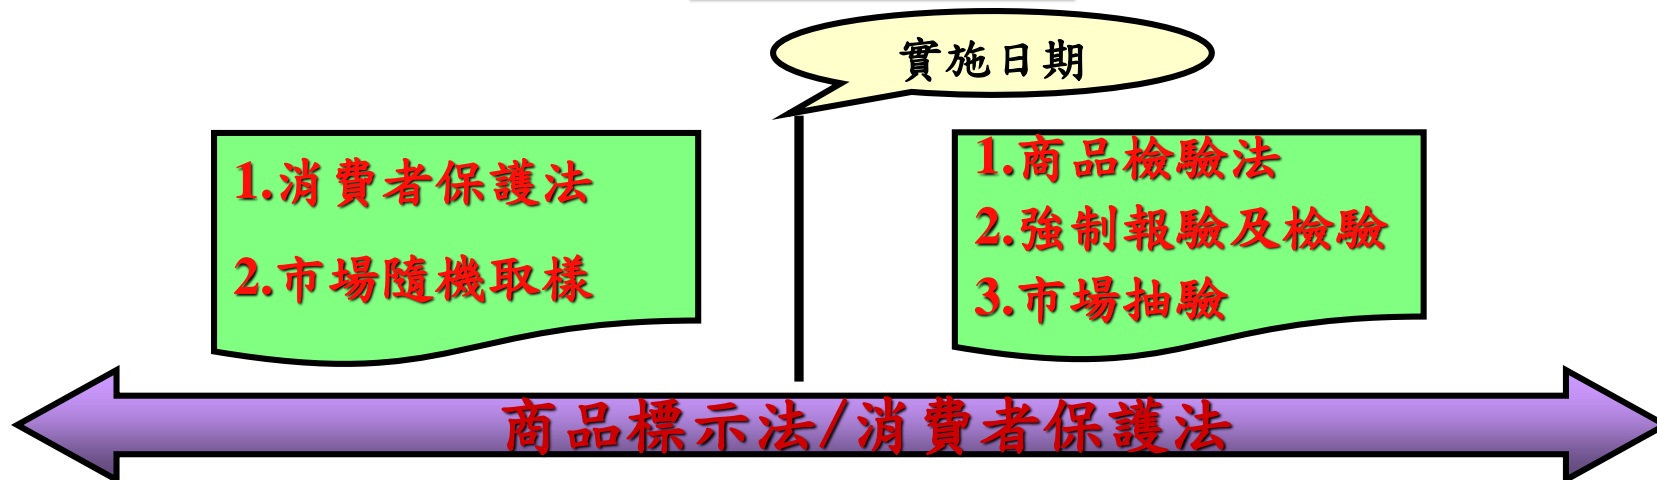 實施日期
1.消費者保護法
2.市場隨機取樣
1.商品檢驗法
2.強制報驗及檢驗
3.市場抽驗
商品標示法/消費者保護法